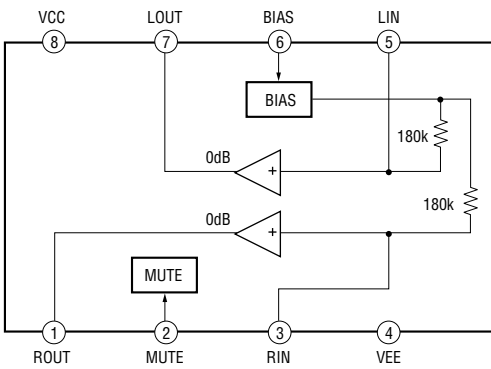 VCC LOUT BIAS LIN
8 7 6 5
BIAS
180k
0dB
+
180k
0dB
+
MUTE
1 2 3 4
ROUT MUTE RIN VEE